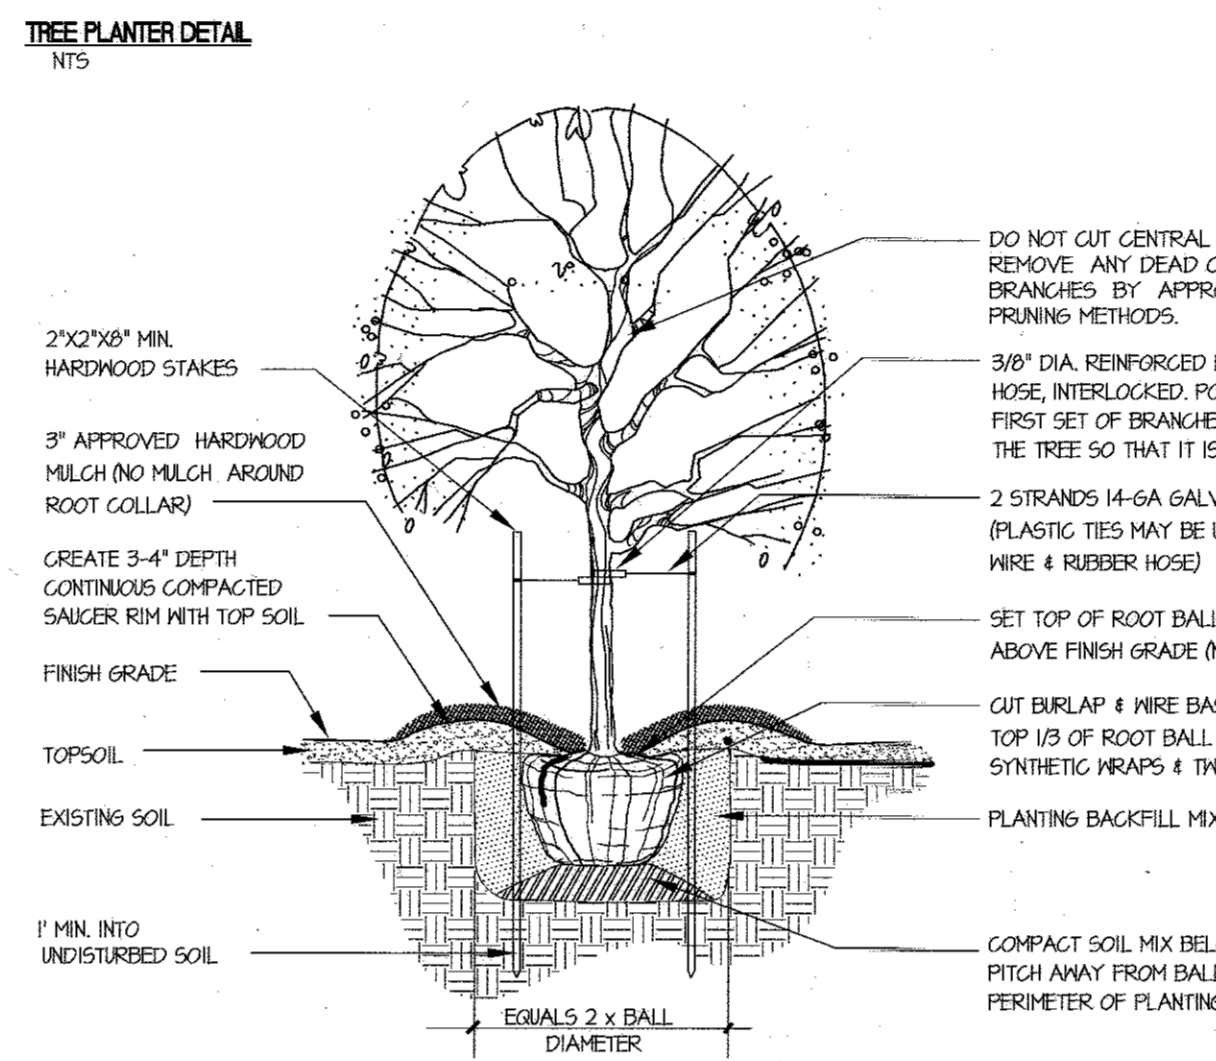 TREE PLANTER DETAIL
NTS
2"X2"X8" MIN.
HARDWOOD STAKES
3" APPROVED HARDWOOD
MULCH (NO MULCH AROUND
ROOT COLLAR)
CREATE 3-4" DEPTH
CONTINUOUS COMPACTED
SAUCER RIM WITH TOP SOIL
FINISH GRADE
TOPSOIL
EXISTING SOIL
1' MIN. INTO
UNDISTURBED SOIL
EQUALS 2 x BALL
DIAMETER
DO NOT CUT CENTRAL
REMOVE ANY DEAD
BRANCHES BY
PRUNING METHODS.
3/8" DIA. REINFORCED
HOSE, INTERLOCKED.
FIRST SET OF
THE TREE SO THAT IT IS
2 STRANDS 14-GA
(PLASTIC TIES MAY BE
WIRE & RUBBER HOSE)
SET TOP OF ROOT BALL
ABOVE FINISH GRADE
CUT BURLAP & WIRE
TOP 1/3 OF ROOT BALL
SYNTHETIC WRAPS &
PLANTING BACKFILL MIX
COMPACT SOIL MIX
PITCH AWAY FROM BALL
PERIMETER OF PLANTING